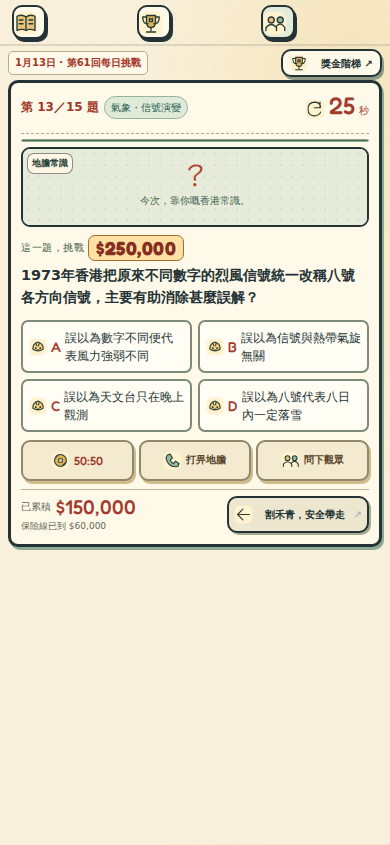 1月13日 · 第61回每日挑戰
獎金階梯 ↗
第 13／15 題
氣象 · 信號演變
25 秒
地膽常識
?
今次，靠你嘅香港常識。
這一題，挑戰 $250,000
1973年香港把原來不同數字的烈風信號統一改稱八號
各方向信號，主要有助消除甚麼誤解？
A 誤以為數字不同便代
表風力強弱不同
B 誤以為信號與熱帶氣旋
無關
C 誤以為天文台只在晚上
觀測
D 誤以為八號代表八日
內一定落雪
50:50
打畀地膽
問下觀眾
已累積 $150,000
保險線已到 $60,000
割禾青，安全帶走 ↗